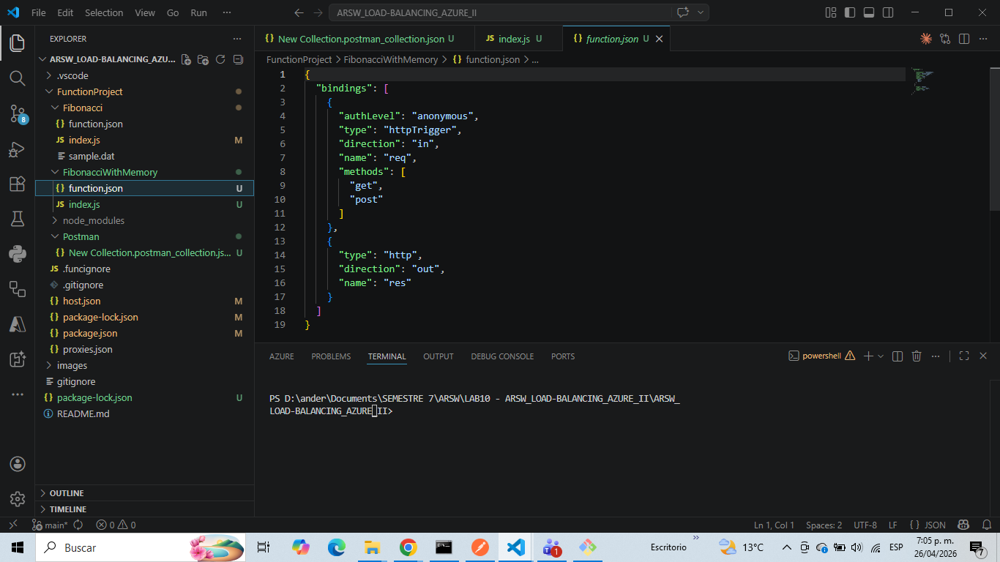 File Edit Selection View Go Run ··· ARSW_LOAD-BALANCING_AZURE_II
EXPLORER ···
ARSW_LOAD-BALANCING_AZU...
.vscode
FunctionProject
Fibonacci
{} function.json
JS index.js M
sample.dat
FibonacciWithMemory
{} function.json U
JS index.js U
node_modules
Postman
{} New Collection.postman_collection.js... U
JS .funcignore
.gitignore
{} host.json M
{} package-lock.json M
{} package.json M
{} proxies.json
images
gitignore
{} package-lock.json U
README.md
OUTLINE
TIMELINE
8
{} New Collection.postman_collection.json U JS index.js U {} function.json U
FunctionProject > FibonacciWithMemory > {} function.json > ...
1 {
2 "bindings": [
3 {
4 "authLevel": "anonymous",
5 "type": "httpTrigger",
6 "direction": "in",
7 "name": "req",
8 "methods": [
9 "get",
10 "post"
11 ]
12 },
13 {
14 "type": "http",
15 "direction": "out",
16 "name": "res"
17 }
18 ]
19 }
AZURE PROBLEMS TERMINAL OUTPUT DEBUG CONSOLE PORTS powershell
PS D:\ander\Documents\SEMESTRE 7\ARSW\LAB10 - ARSW_LOAD-BALANCING_AZURE_II\ARSW_
LOAD-BALANCING_AZURE_II>
main* 0 0 Ln 1, Col 1 Spaces: 2 UTF-8 LF {} JSON
Buscar 1 Escritorio » 13°C ESP 7:05 p. m.
26/04/2026 7